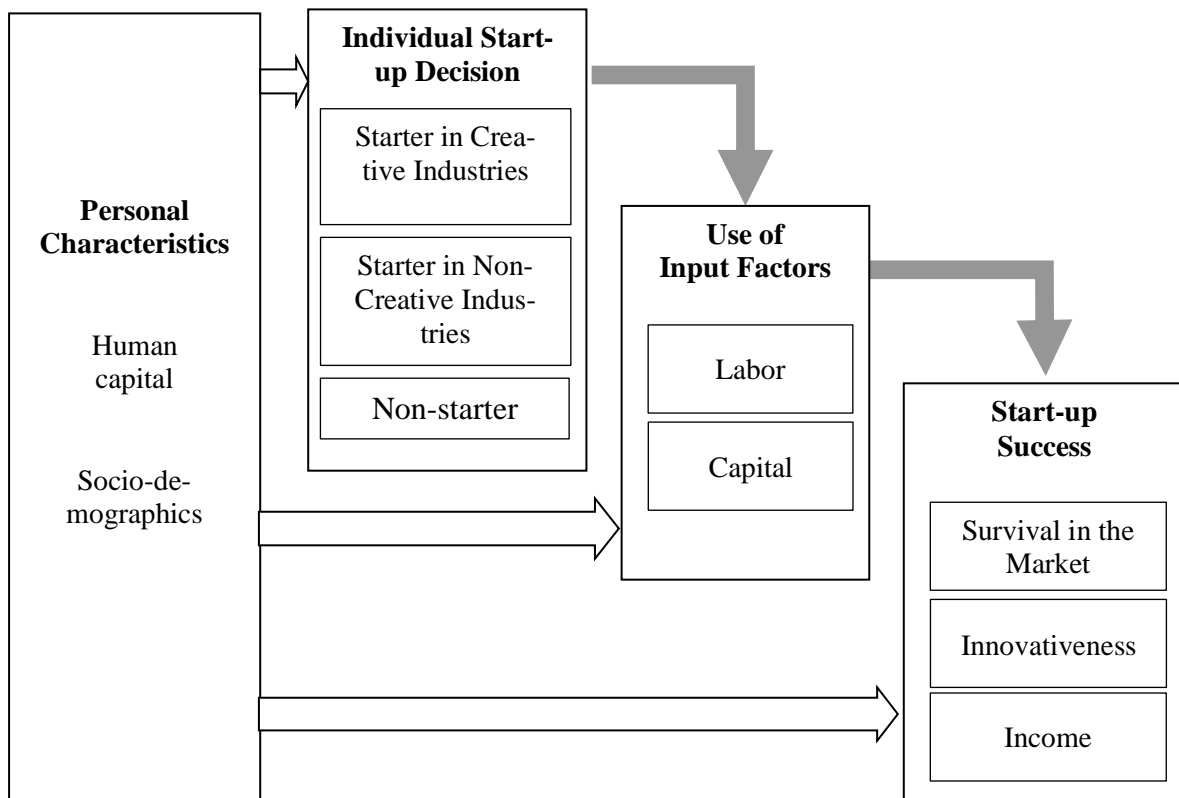 Personal
Characteristics
Human
capital
Socio-de-
mographics
Individual Start-
up Decision
Starter in Crea-
tive Industries
Starter in Non-
Creative Indus-
tries
Non-starter
Use of
Input Factors
Labor
Capital
Start-up
Success
Survival in the
Market
Innovativeness
Income